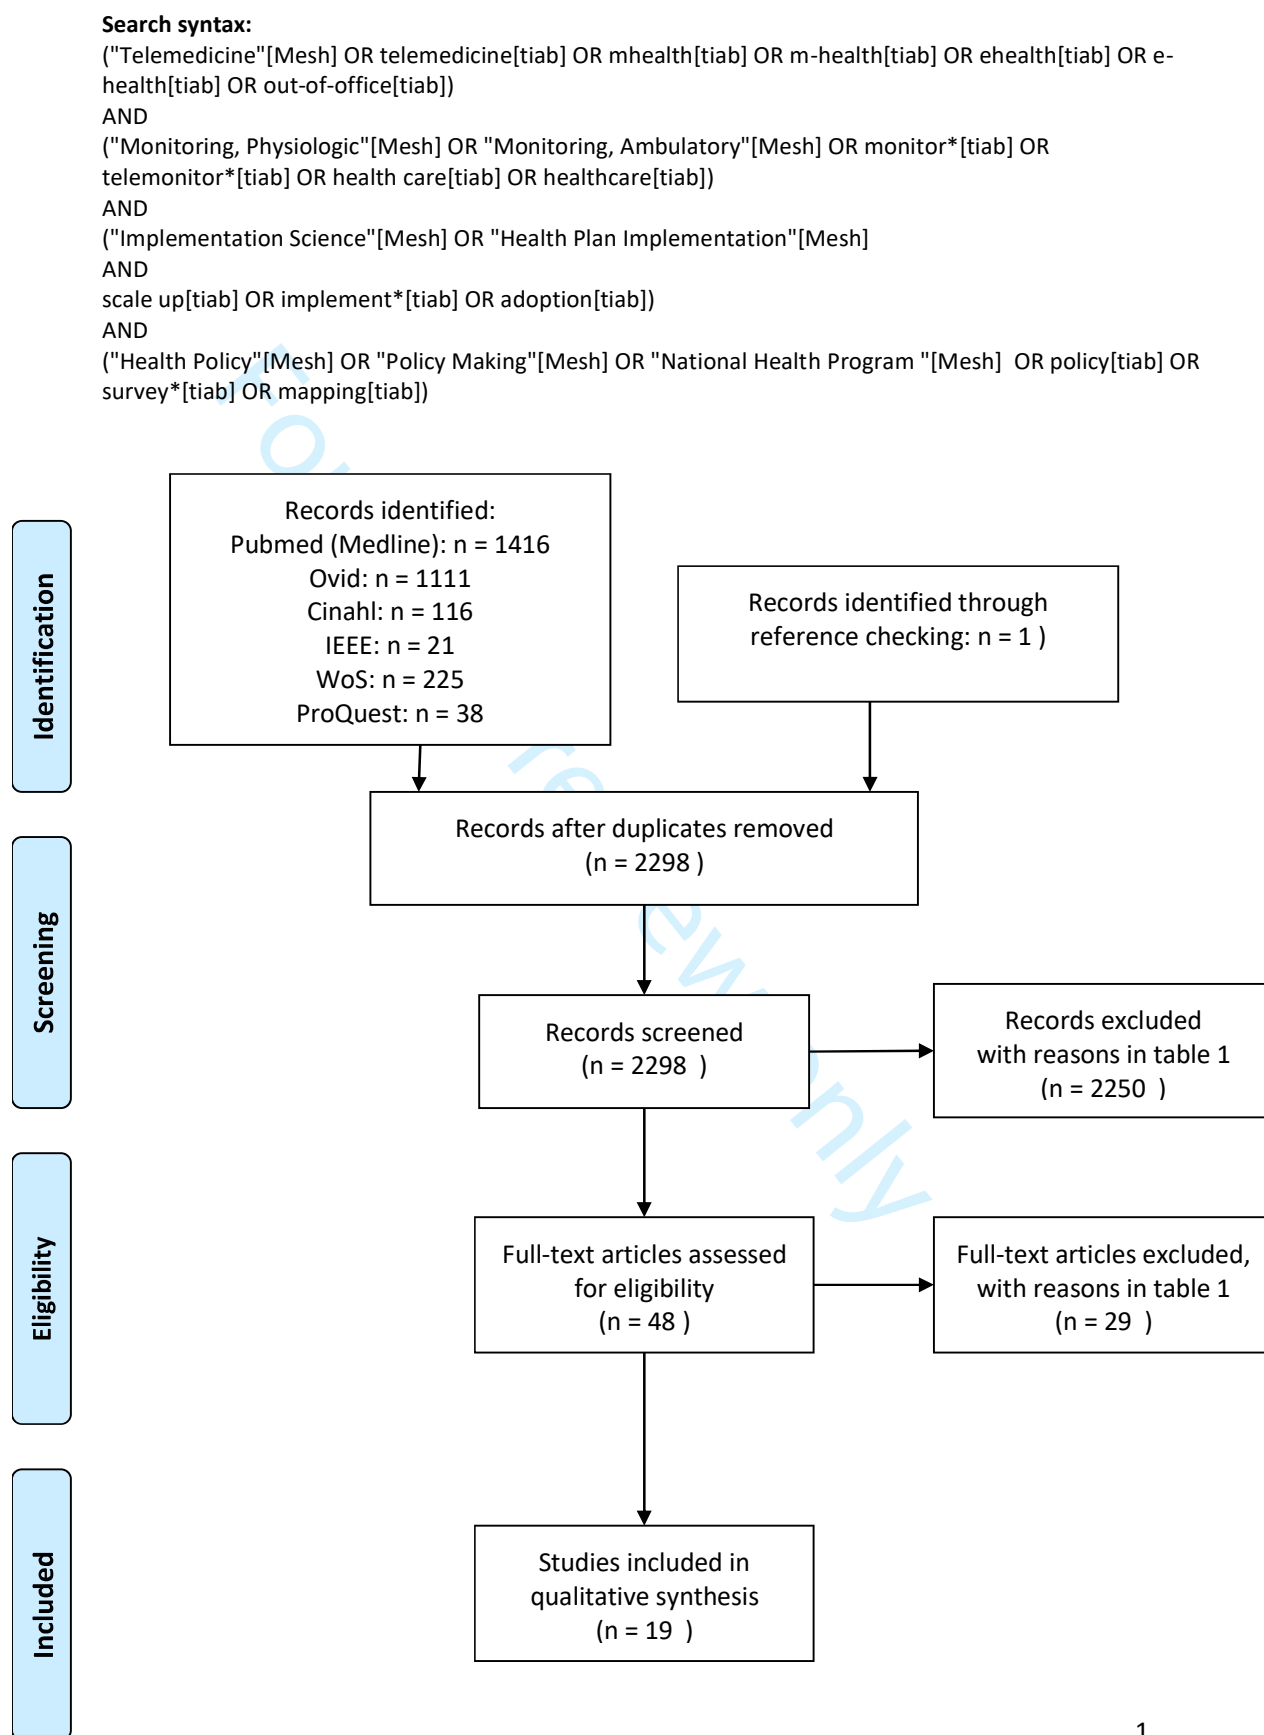 Search syntax:
("Telemedicine"[Mesh] OR telemedicine[tiab] OR mhealth[tiab] OR m-health[tiab] OR ehealth[tiab] OR e-
health[tiab] OR out-of-office[tiab])
AND
("Monitoring, Physiologic"[Mesh] OR "Monitoring, Ambulatory"[Mesh] OR monitor*[tiab] OR
telemonitor*[tiab] OR health care[tiab] OR healthcare[tiab])
AND
("Implementation Science"[Mesh] OR "Health Plan Implementation"[Mesh]
AND
scale up[tiab] OR implement*[tiab] OR adoption[tiab])
AND
("Health Policy"[Mesh] OR "Policy Making"[Mesh] OR "National Health Program "[Mesh]  OR policy[tiab] OR
survey*[tiab] OR mapping[tiab])
Identification
Records identified:
Pubmed (Medline): n = 1416
Ovid: n = 1111
Cinahl: n = 116
IEEE: n = 21
WoS: n = 225
ProQuest: n = 38
Records identified through
reference checking: n = 1 )
Screening
Records after duplicates removed
(n = 2298 )
Records screened
(n = 2298  )
Records excluded
with reasons in table 1
(n = 2250  )
Eligibility
Full-text articles assessed
for eligibility
(n = 48 )
Full-text articles excluded,
with reasons in table 1
(n = 29  )
Included
Studies included in
qualitative synthesis
(n = 19  )
1